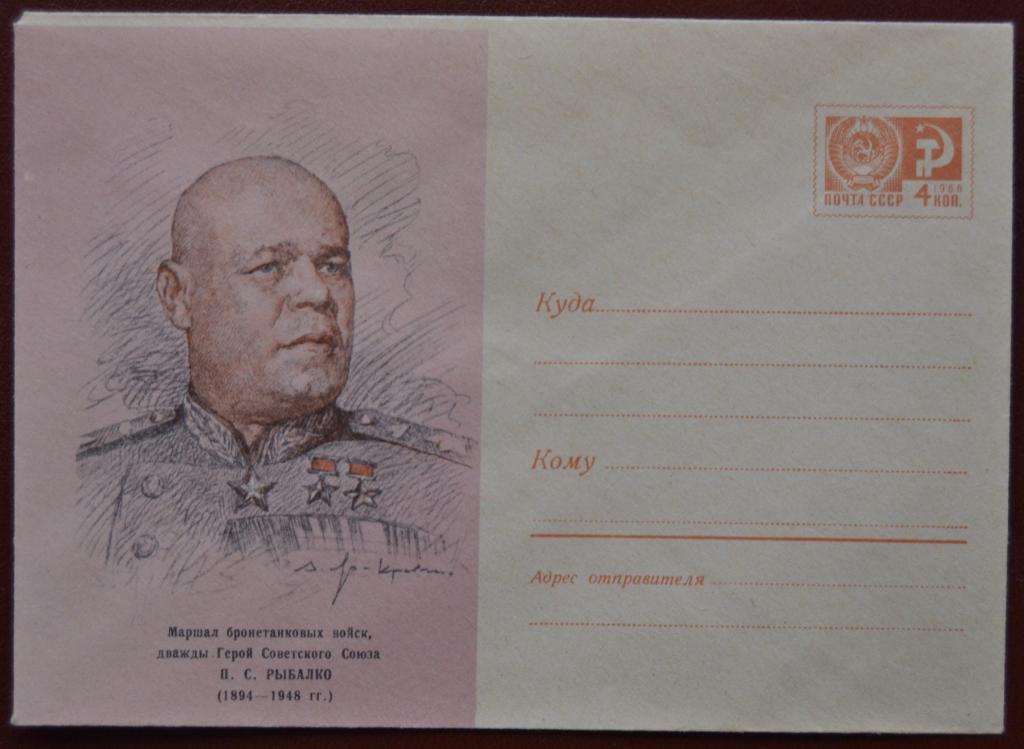 Маршал бронетанковых войск,
дважды Герой Советского Союза
П. С. РЫБАЛКО
(1894—1948 гг.)
ПОЧТА СССР 4 КОП.
Куда
Кому
Адрес отправителя